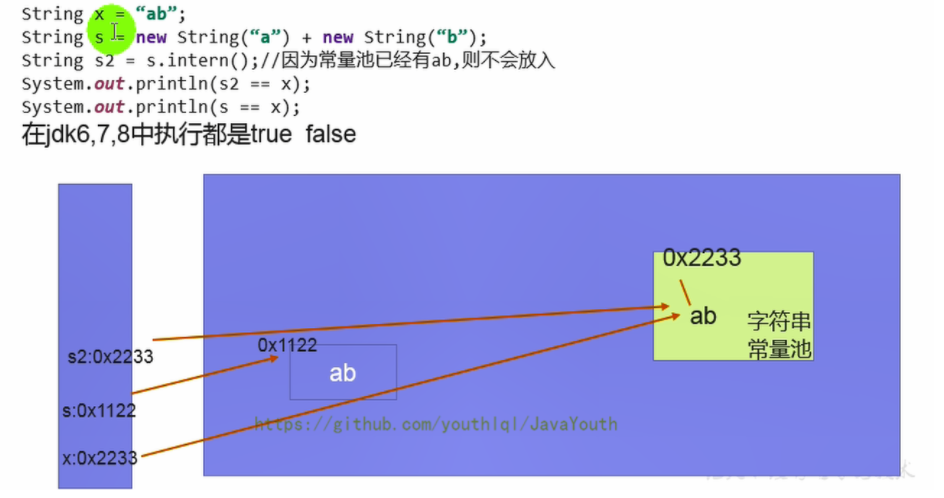 String x = “ab”;
String s = new String(“a”) + new String(“b”);
String s2 = s.intern();//因为常量池已经有ab,则不会放入
System.out.println(s2 == x);
System.out.println(s == x);
在jdk6,7,8中执行都是true false
0x2233
ab
字符串
常量池
0x1122
ab
s2:0x2233
s:0x1122
x:0x2233
https://github.com/youthlql/JavaYouth